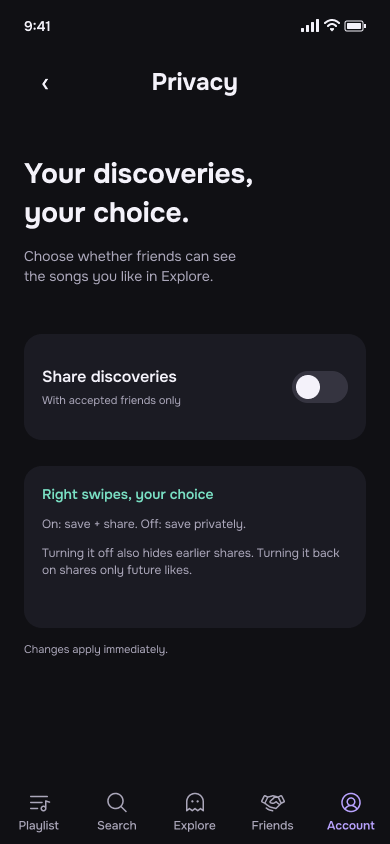 9:41
Privacy
Your discoveries,
your choice.
Choose whether friends can see
the songs you like in Explore.
Share discoveries
With accepted friends only
Right swipes, your choice
On: save + share. Off: save privately.
Turning it off also hides earlier shares. Turning it back
on shares only future likes.
Changes apply immediately.
Playlist
Search
Explore
Friends
Account